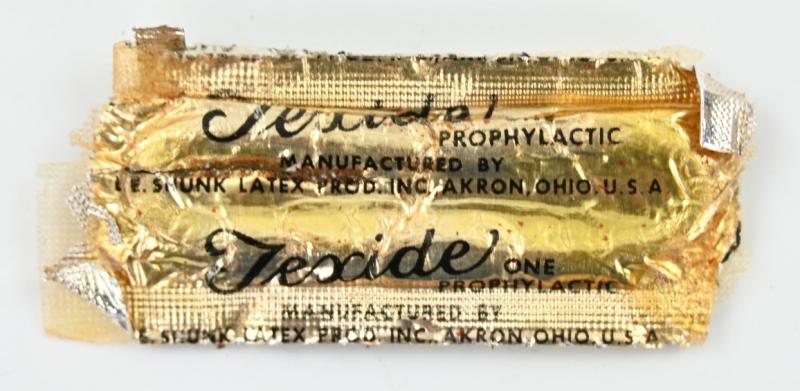 Texide
PROPHYLACTIC
MANUFACTURED BY
L.E. SHUNK LATEX PROD. INC. AKRON, OHIO, U.S.A
Texide ONE
PROPHYLACTIC
MANUFACTURED BY
L.E. SHUNK LATEX PROD. INC. AKRON, OHIO. U.S.A.